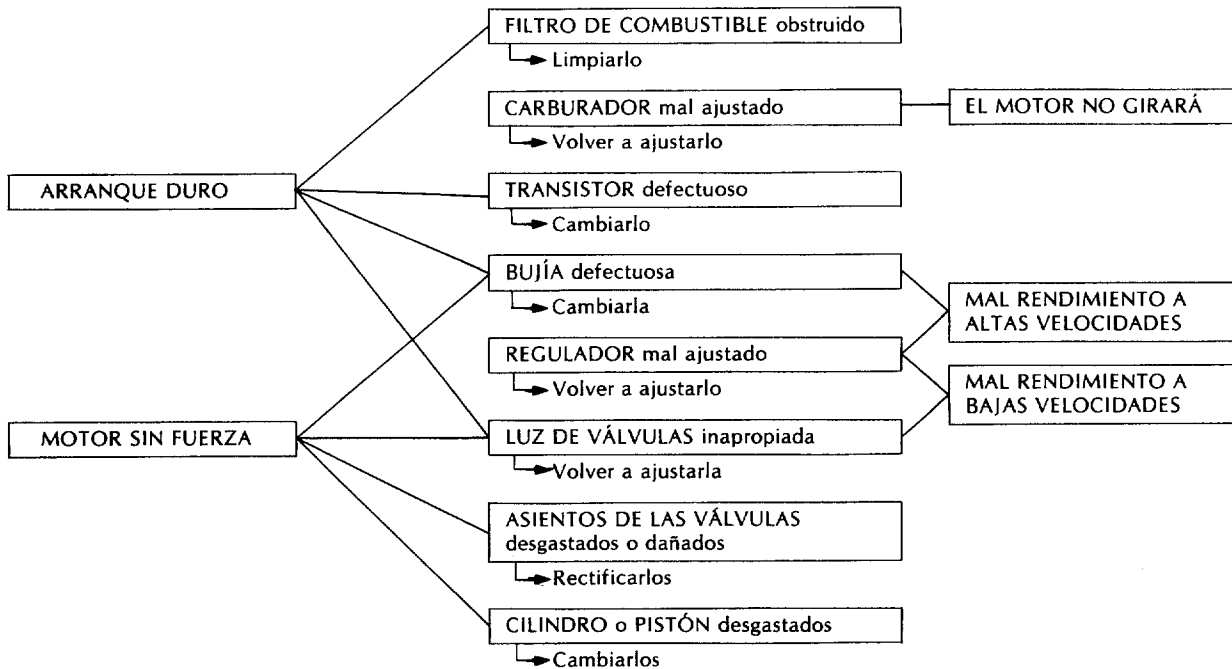 FILTRO DE COMBUSTIBLE obstruido
Limpiarlo
CARBURADOR mal ajustado
EL MOTOR NO GIRARÁ
Volver a ajustarlo
ARRANQUE DURO
TRANSISTOR defectuoso
Cambiarlo
BUJÍA defectuosa
Cambiarla
MAL RENDIMIENTO A
ALTAS VELOCIDADES
REGULADOR mal ajustado
Volver a ajustarlo
MAL RENDIMIENTO A
BAJAS VELOCIDADES
MOTOR SIN FUERZA
LUZ DE VÁLVULAS inapropiada
Volver a ajustarla
ASIENTOS DE LAS VÁLVULAS
desgastados o dañados
Rectificarlos
CILINDRO o PISTÓN desgastados
Cambiarlos